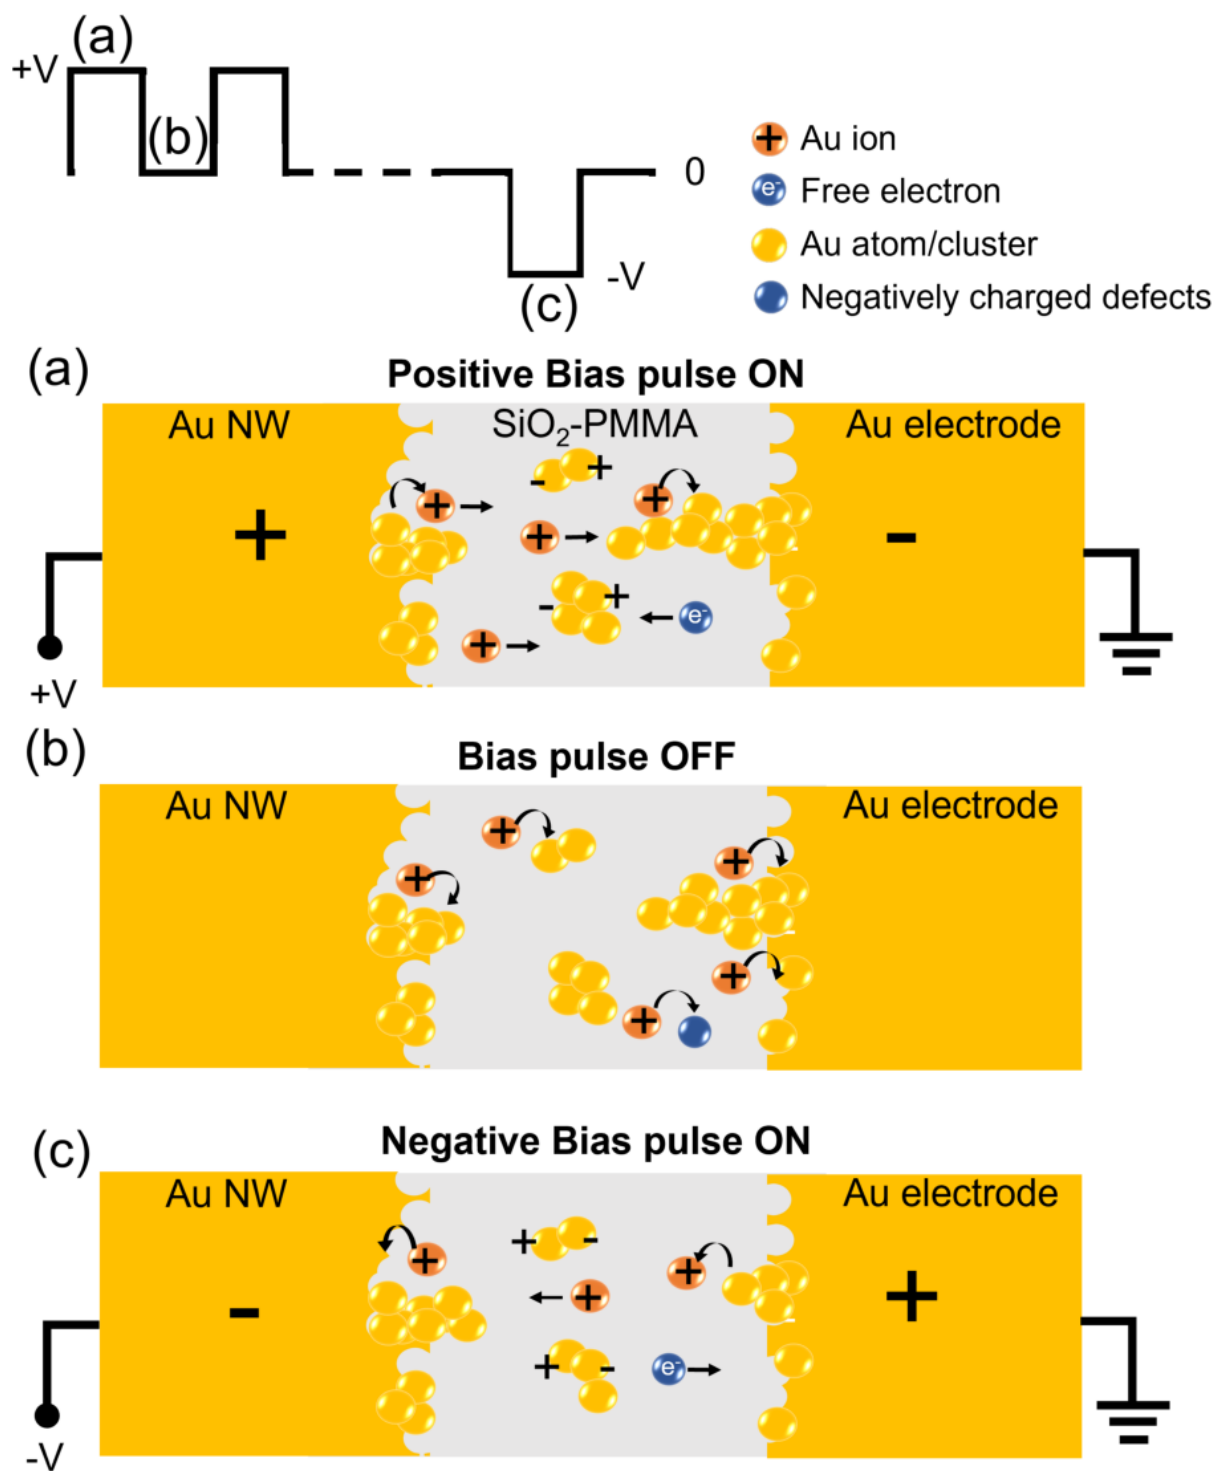 (a)
+V
(b)
0
-V
(c)
+ Au ion
e⁻ Free electron
Au atom/cluster
Negatively charged defects
(a)
Positive Bias pulse ON
Au NW SiO₂-PMMA Au electrode
+ -
- +
+ +
+
- + e⁻
+
+V
(b)
Bias pulse OFF
Au NW Au electrode
+
+ +
+
+
(c)
Negative Bias pulse ON
Au NW Au electrode
+ -
+ +
- + +
+ - e⁻
-V